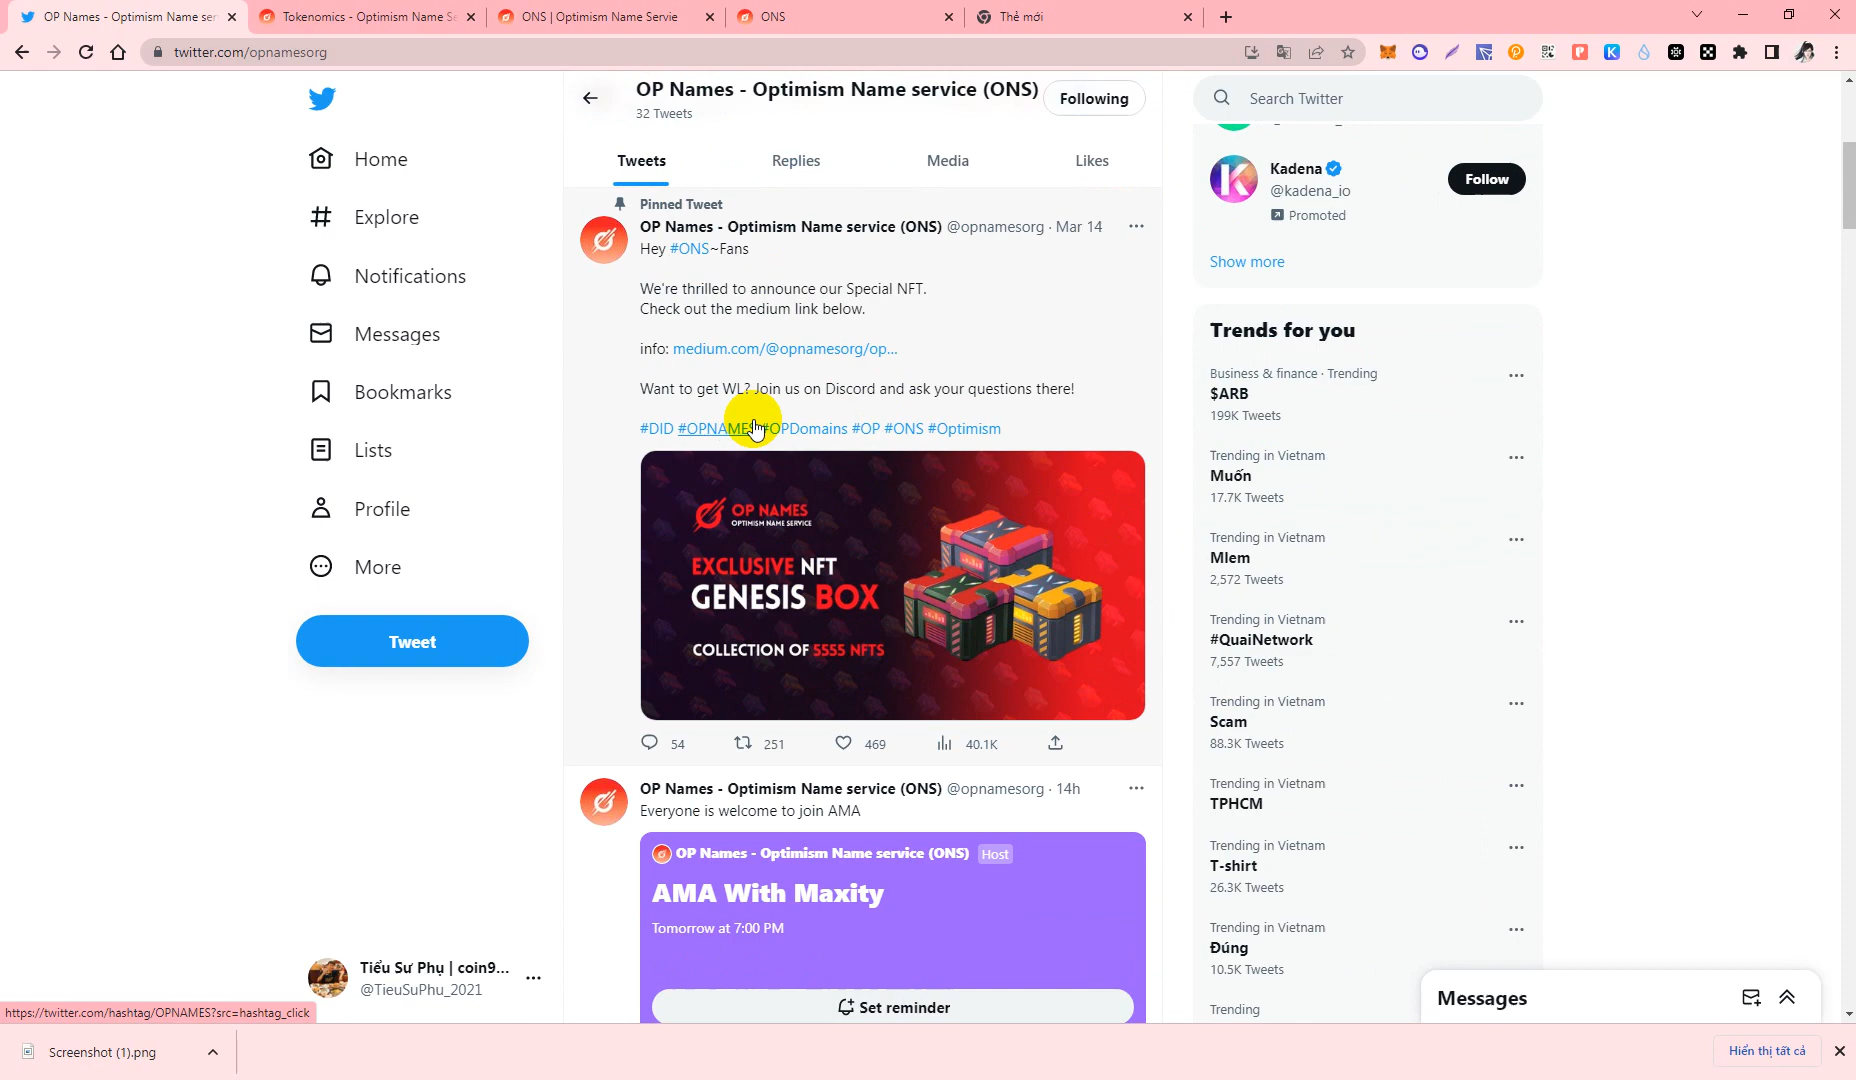 OP Names - Optimism Name ser
Tokenomics - Optimism Name Se
ONS | Optimism Name Servie
ONS
Thẻ mới
twitter.com/opnamesorg
Home
Explore
Notifications
Messages
Bookmarks
Lists
Profile
More
Tweet
Tiểu Sư Phụ | coin9...
@TieuSuPhu_2021
OP Names - Optimism Name service (ONS)
32 Tweets
Following
Tweets
Replies
Media
Likes
Pinned Tweet
OP Names - Optimism Name service (ONS) @opnamesorg · Mar 14
Hey #ONS~Fans
We're thrilled to announce our Special NFT.
Check out the medium link below.
info: medium.com/@opnamesorg/op...
Want to get WL? Join us on Discord and ask your questions there!
#DID #OPNAMES #OPDomains #OP #ONS #Optimism
OP NAMES
OPTIMISM NAME SERVICE
EXCLUSIVE NFT
GENESIS BOX
COLLECTION OF 5555 NFTS
54
251
469
40.1K
OP Names - Optimism Name service (ONS) @opnamesorg · 14h
Everyone is welcome to join AMA
OP Names - Optimism Name service (ONS) Host
AMA With Maxity
Tomorrow at 7:00 PM
Set reminder
Search Twitter
Kadena
@kadena_io
Promoted
Follow
Show more
Trends for you
Business & finance · Trending
$ARB
199K Tweets
Trending in Vietnam
Muốn
17.7K Tweets
Trending in Vietnam
Mlem
2,572 Tweets
Trending in Vietnam
#QuaiNetwork
7,557 Tweets
Trending in Vietnam
Scam
88.3K Tweets
Trending in Vietnam
TPHCM
Trending in Vietnam
T-shirt
26.3K Tweets
Trending in Vietnam
Đúng
10.5K Tweets
Trending
Messages
https://twitter.com/hashtag/OPNAMES?src=hashtag_click
Screenshot (1).png
Hiển thị tất cả